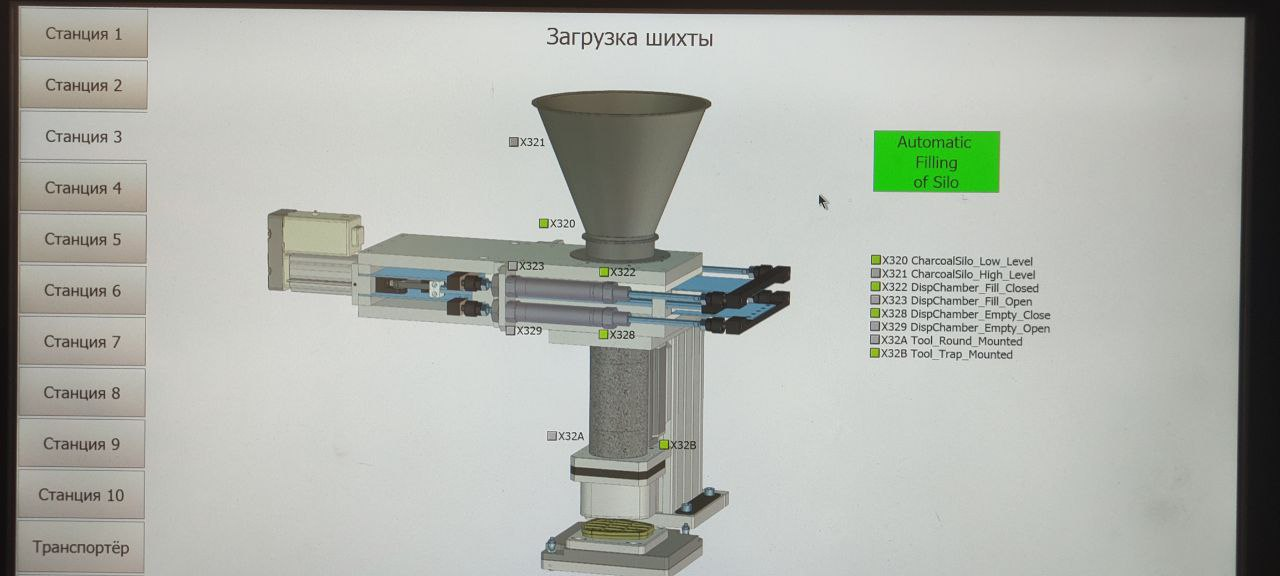 Загрузка шихты
Станция 1
Станция 2
Станция 3
Станция 4
Станция 5
Станция 6
Станция 7
Станция 8
Станция 9
Станция 10
Транспортёр
X321
X320
X323
X322
X329
X328
X32A
X32B
Automatic
Filling
of Silo
X320 CharcoalSilo_Low_Level
X321 CharcoalSilo_High_Level
X322 DispChamber_Fill_Closed
X323 DispChamber_Fill_Open
X328 DispChamber_Empty_Close
X329 DispChamber_Empty_Open
X32A Tool_Round_Mounted
X32B Tool_Trap_Mounted